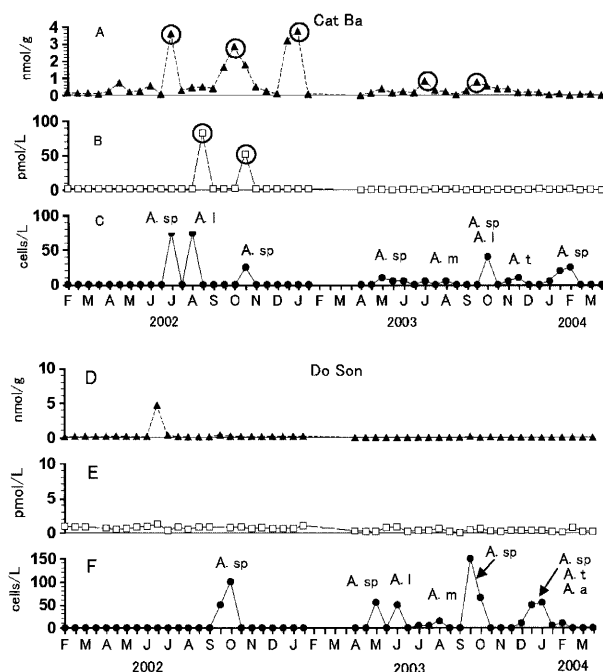 Cat Ba
A
nmol/g
4
3
2
1
0
B
pmol/L
100
50
0
C
cells/L
100
50
0
A. sp
A. l
A. sp
A. sp
A. m
A. sp
A. l
A. t
A. sp
F M A M J J A S O N D J F M A M J J A S O N D J F M
2002 2003 2004
Do Son
D
nmol/g
10
5
0
E
pmol/L
10
5
0
F
cells/L
150
100
50
0
A. sp
A. sp
A. l
A. m
A. sp
A. sp
A. t
A. a
F M A M J J A S O N D J F M A M J J A S O N D J F M
2002 2003 2004